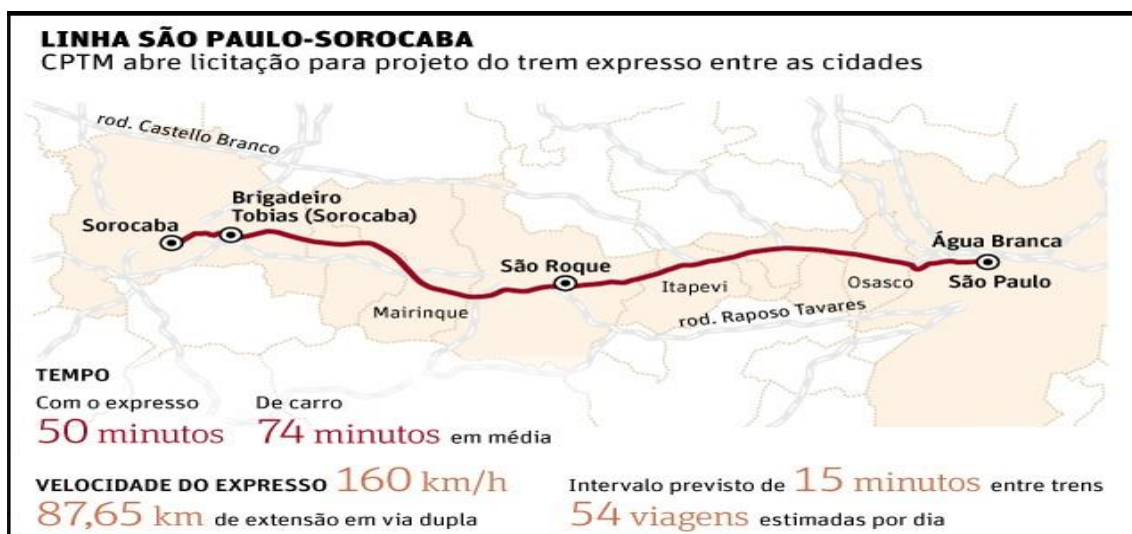 LINHA SÃO PAULO-SOROCABA
CPTM abre licitação para projeto do trem expresso entre as cidades
rod. Castello Branco
Brigadeiro
Tobias (Sorocaba)
Sorocaba
São Roque
Água Branca
São Paulo
Itapevi
Osasco
Mairinque
rod. Raposo Tavares
TEMPO
Com o expresso
50 minutos
De carro
74 minutos em média
VELOCIDADE DO EXPRESSO 160 km/h
87,65 km de extensão em via dupla
Intervalo previsto de 15 minutos entre trens
54 viagens estimadas por dia